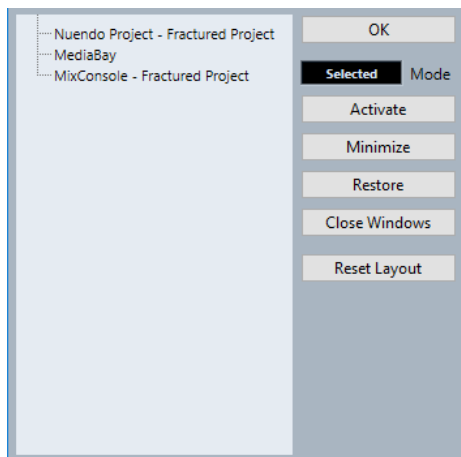 Nuendo Project - Fractured Project
MediaBay
MixConsole - Fractured Project
OK
Selected Mode
Activate
Minimize
Restore
Close Windows
Reset Layout